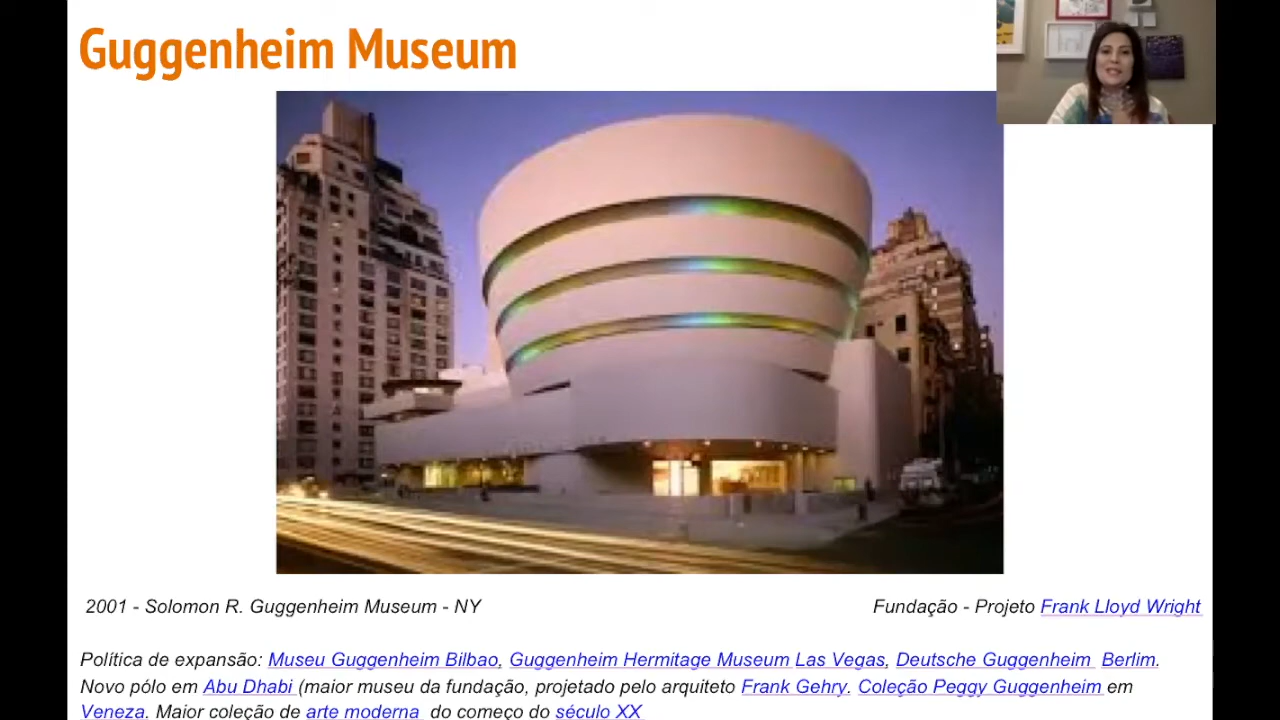 Guggenheim Museum
2001 - Solomon R. Guggenheim Museum - NY
Fundação - Projeto Frank Lloyd Wright
Política de expansão: Museu Guggenheim Bilbao, Guggenheim Hermitage Museum Las Vegas, Deutsche Guggenheim Berlim.
Novo pólo em Abu Dhabi (maior museu da fundação, projetado pelo arquiteto Frank Gehry. Coleção Peggy Guggenheim em
Veneza. Maior coleção de arte moderna do começo do século XX